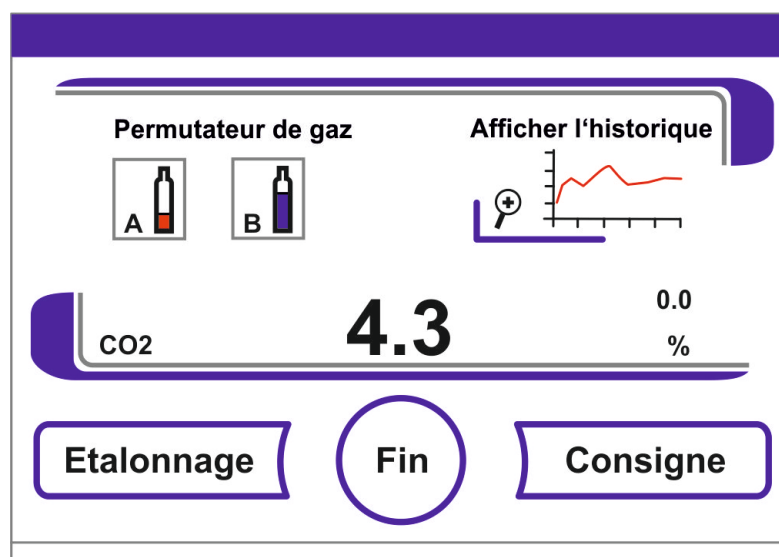 Permutateur de gaz
Afficher l‘historique
A
B
0.0
CO2
4.3
%
Etalonnage
Fin
Consigne